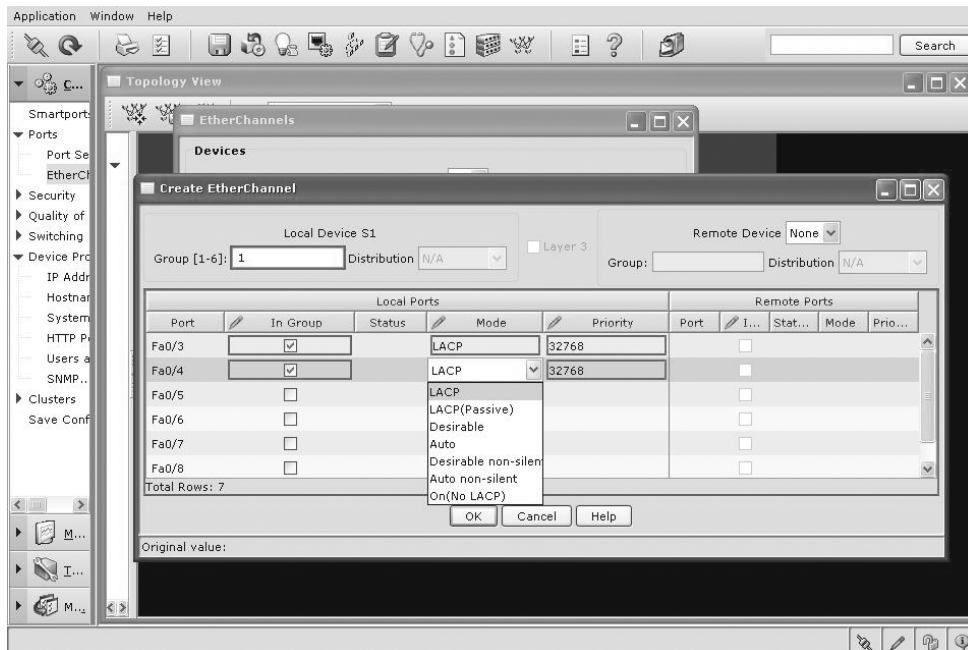 Application Window Help
Search
C...
Topology View
Smartports
Ports
Port Se
EtherCh
Security
Quality of
Switching
Device Pro
IP Addr
Hostnam
System
HTTP Po
Users a
SNMP..
Clusters
Save Conf
M...
I...
M...
EtherChannels
Devices
Create EtherChannel
Local Device S1
Group [1-6]: 1 Distribution N/A
Layer 3
Remote Device None
Group: Distribution N/A
Local Ports Remote Ports
Port In Group Status Mode Priority Port I... Stat... Mode Prio...
Fa0/3 LACP 32768
Fa0/4 LACP 32768
Fa0/5
Fa0/6
Fa0/7
Fa0/8
LACP
LACP(Passive)
Desirable
Auto
Desirable non-silen
Auto non-silent
On(No LACP)
Total Rows: 7
OK Cancel Help
Original value: